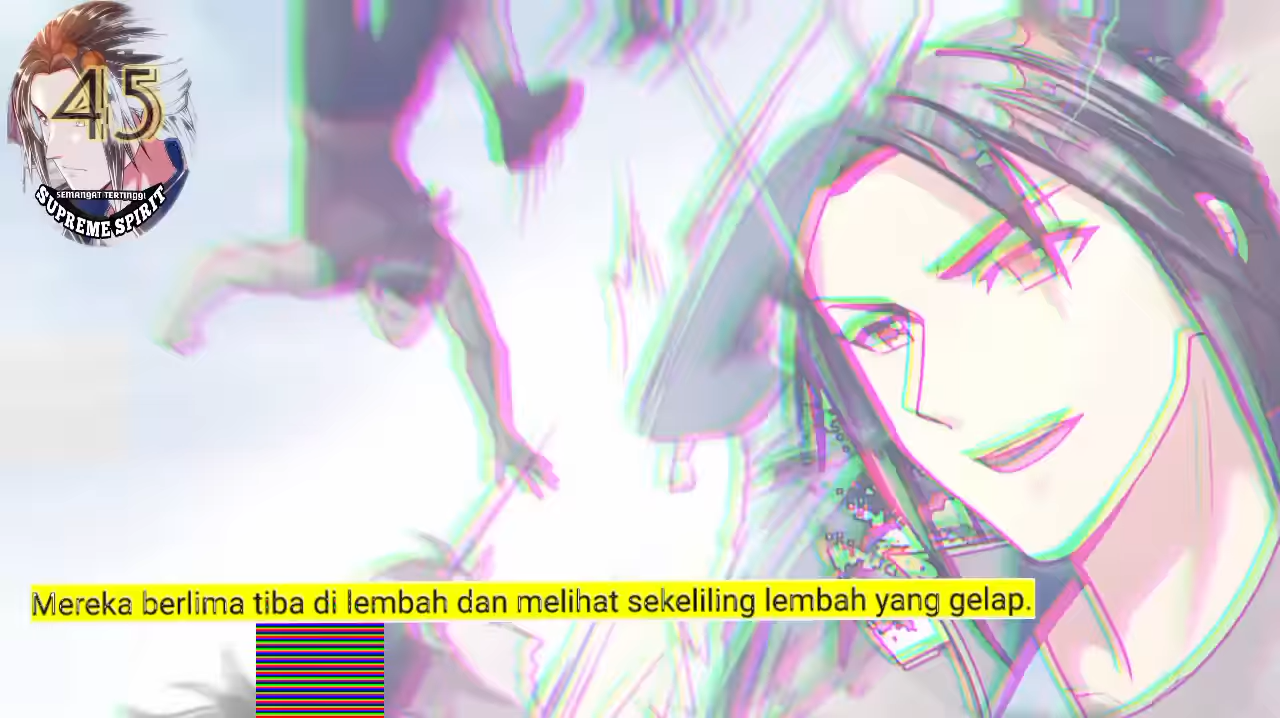 45
SEMANGAT TERTINGGI
SUPREME SPIRIT
Mereka berlima tiba di lembah dan melihat sekeliling lembah yang gelap.